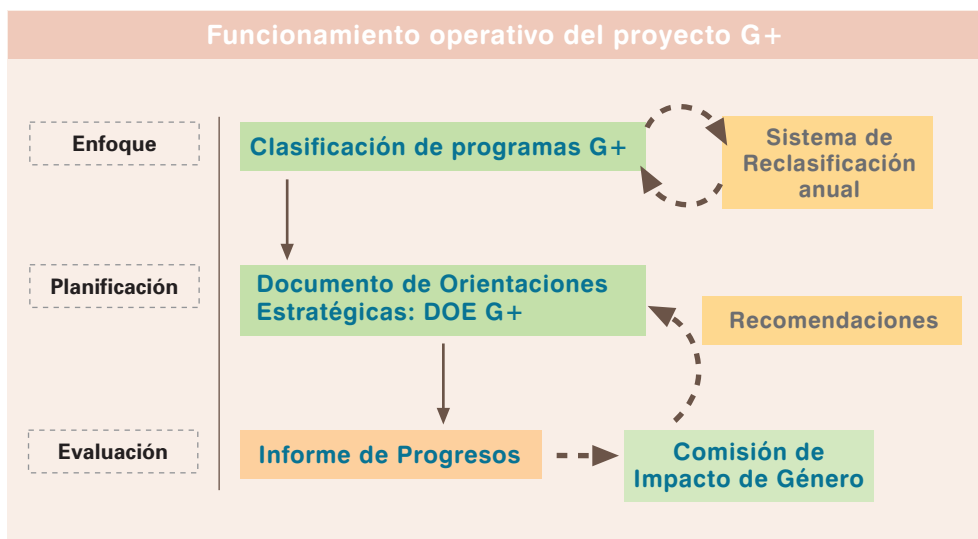 Funcionamiento operativo del proyecto G+
Enfoque
Clasificación de programas G+
Sistema de
Reclasificación
anual
Planificación
Documento de Orientaciones
Estratégicas: DOE G+
Recomendaciones
Evaluación
Informe de Progresos
Comisión de
Impacto de Género